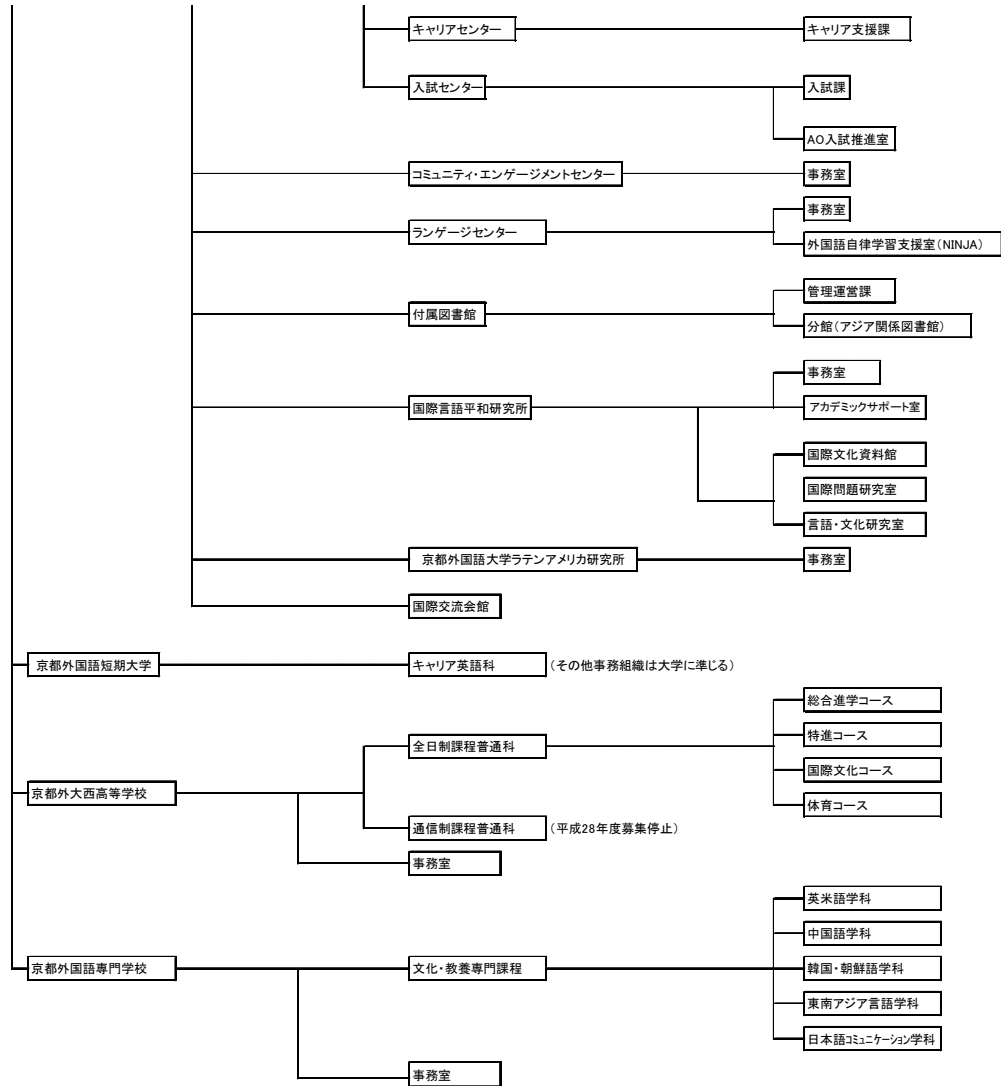 キャリアセンター
キャリア支援課
入試センター
入試課
AO入試推進室
コミュニティ・エンゲージメントセンター
事務室
ランゲージセンター
事務室
外国語自律学習支援室(NINJA)
付属図書館
管理運営課
分館(アジア関係図書館)
国際言語平和研究所
事務室
アカデミックサポート室
国際文化資料館
国際問題研究室
言語・文化研究室
京都外国語大学ラテンアメリカ研究所
事務室
国際交流会館
京都外国語短期大学
キャリア英語科
(その他事務組織は大学に準じる)
京都外大西高等学校
全日制課程普通科
総合進学コース
特進コース
国際文化コース
体育コース
通信制課程普通科
(平成28年度募集停止)
事務室
京都外国語専門学校
文化・教養専門課程
英米語学科
中国語学科
韓国・朝鮮語学科
東南アジア言語学科
日本語コミュニケーション学科
事務室